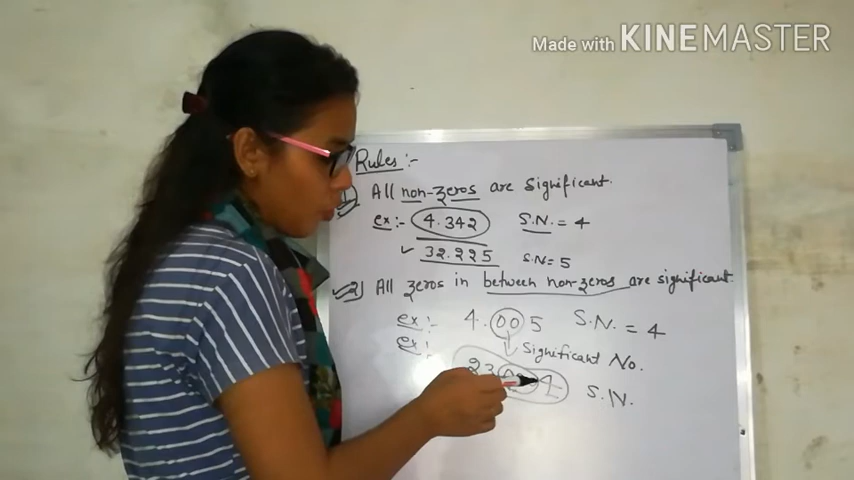 Made with KINEMASTER
Rules :-
1) All non-zeros are significant.
ex :- 4.342 S.N. = 4
✓ 32.225 S.N = 5
2) All zeros in between non-zeros are significant.
ex :- 4.005 S.N. = 4
Significant No.
ex :- 23 4 S.N.